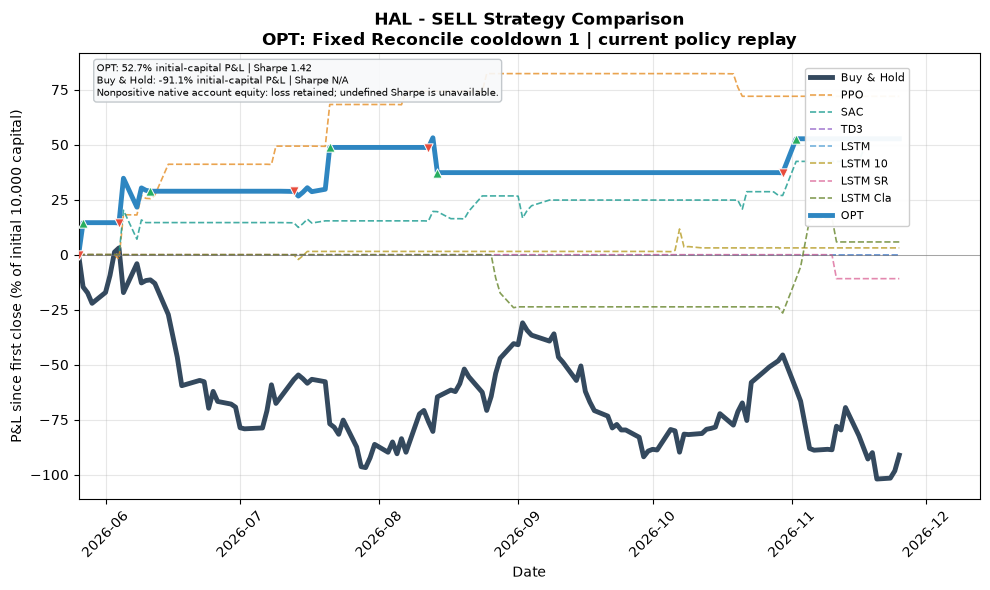 HAL - SELL Strategy Comparison
OPT: Fixed Reconcile cooldown 1 | current policy replay
OPT: 52.7% initial-capital P&L | Sharpe 1.42
Buy & Hold: -91.1% initial-capital P&L | Sharpe N/A
Nonpositive native account equity: loss retained; undefined Sharpe is unavailable.
Buy & Hold
PPO
SAC
TD3
LSTM
LSTM 10
LSTM SR
LSTM Cla
OPT
P&L since first close (% of initial 10,000 capital)
75
50
25
0
−25
−50
−75
−100
2026-06
2026-07
2026-08
2026-09
2026-10
2026-11
2026-12
Date